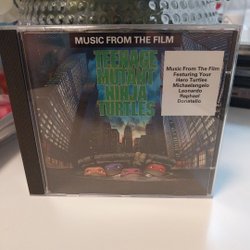 MUSIC FROM THE FILM
TEENAGE
MUTANT
NINJA
TURTLES
Music From The Film
Featuring Your
Hero Turtles
Michaelangelo
Leonardo
Raphael
Donatello